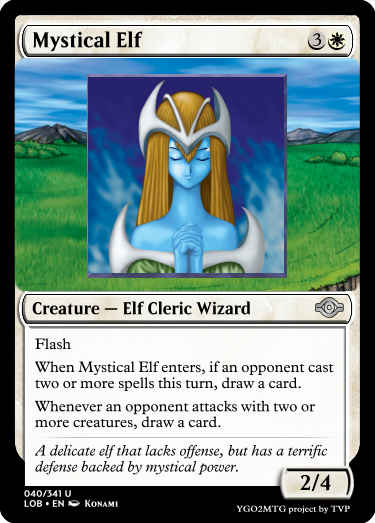 Mystical Elf 3
Creature — Elf Cleric Wizard
Flash
When Mystical Elf enters, if an opponent cast
two or more spells this turn, draw a card.
Whenever an opponent attacks with two or
more creatures, draw a card.
A delicate elf that lacks offense, but has a terrific
defense backed by mystical power.
2/4
040/341 U
LOB • EN Konami
YGO2MTG project by TVP